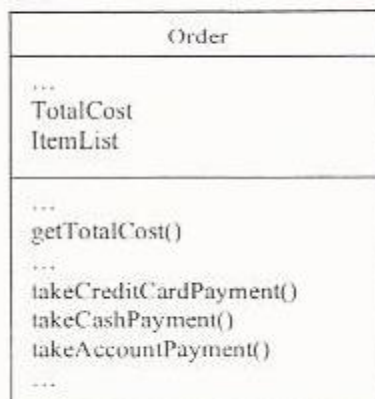 Order
...
TotalCost
ItemList
...
getTotalCost()
...
takeCreditCardPayment()
takeCashPayment()
takeAccountPayment()
...